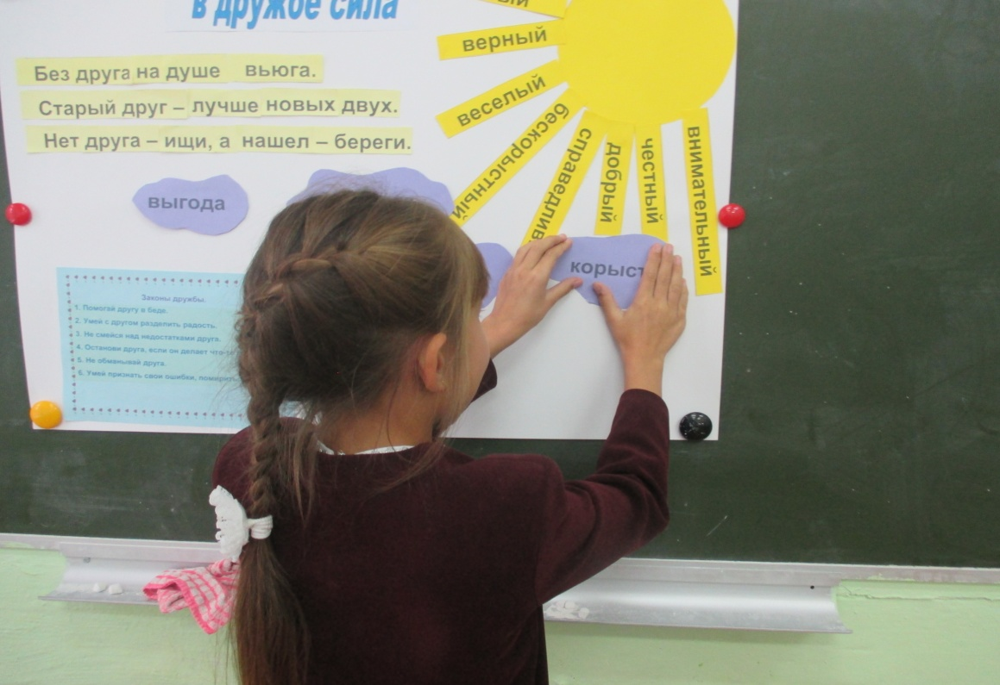 в дружбе сила
Без друга на душе вьюга.
Старый друг – лучше новых двух.
Нет друга – ищи, а нашел – береги.
верный
веселый
бескорыстный
справедлив
добрый
честный
внимательный
выгода
корыст
Законы дружбы.
1. Помогай другу в беде.
2. Умей с другом разделить радость.
3. Не смейся над недостатками друга.
4. Останови друга, если он делает что-
5. Не обманывай друга.
6. Умей признать свои ошибки,